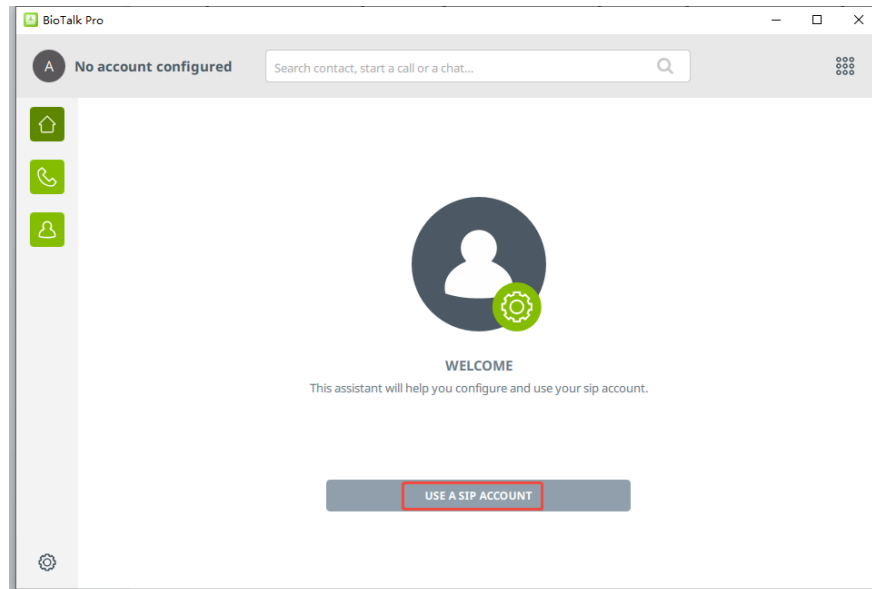 BioTalk Pro
A No account configured Search contact, start a call or a chat...
WELCOME
This assistant will help you configure and use your sip account.
USE A SIP ACCOUNT